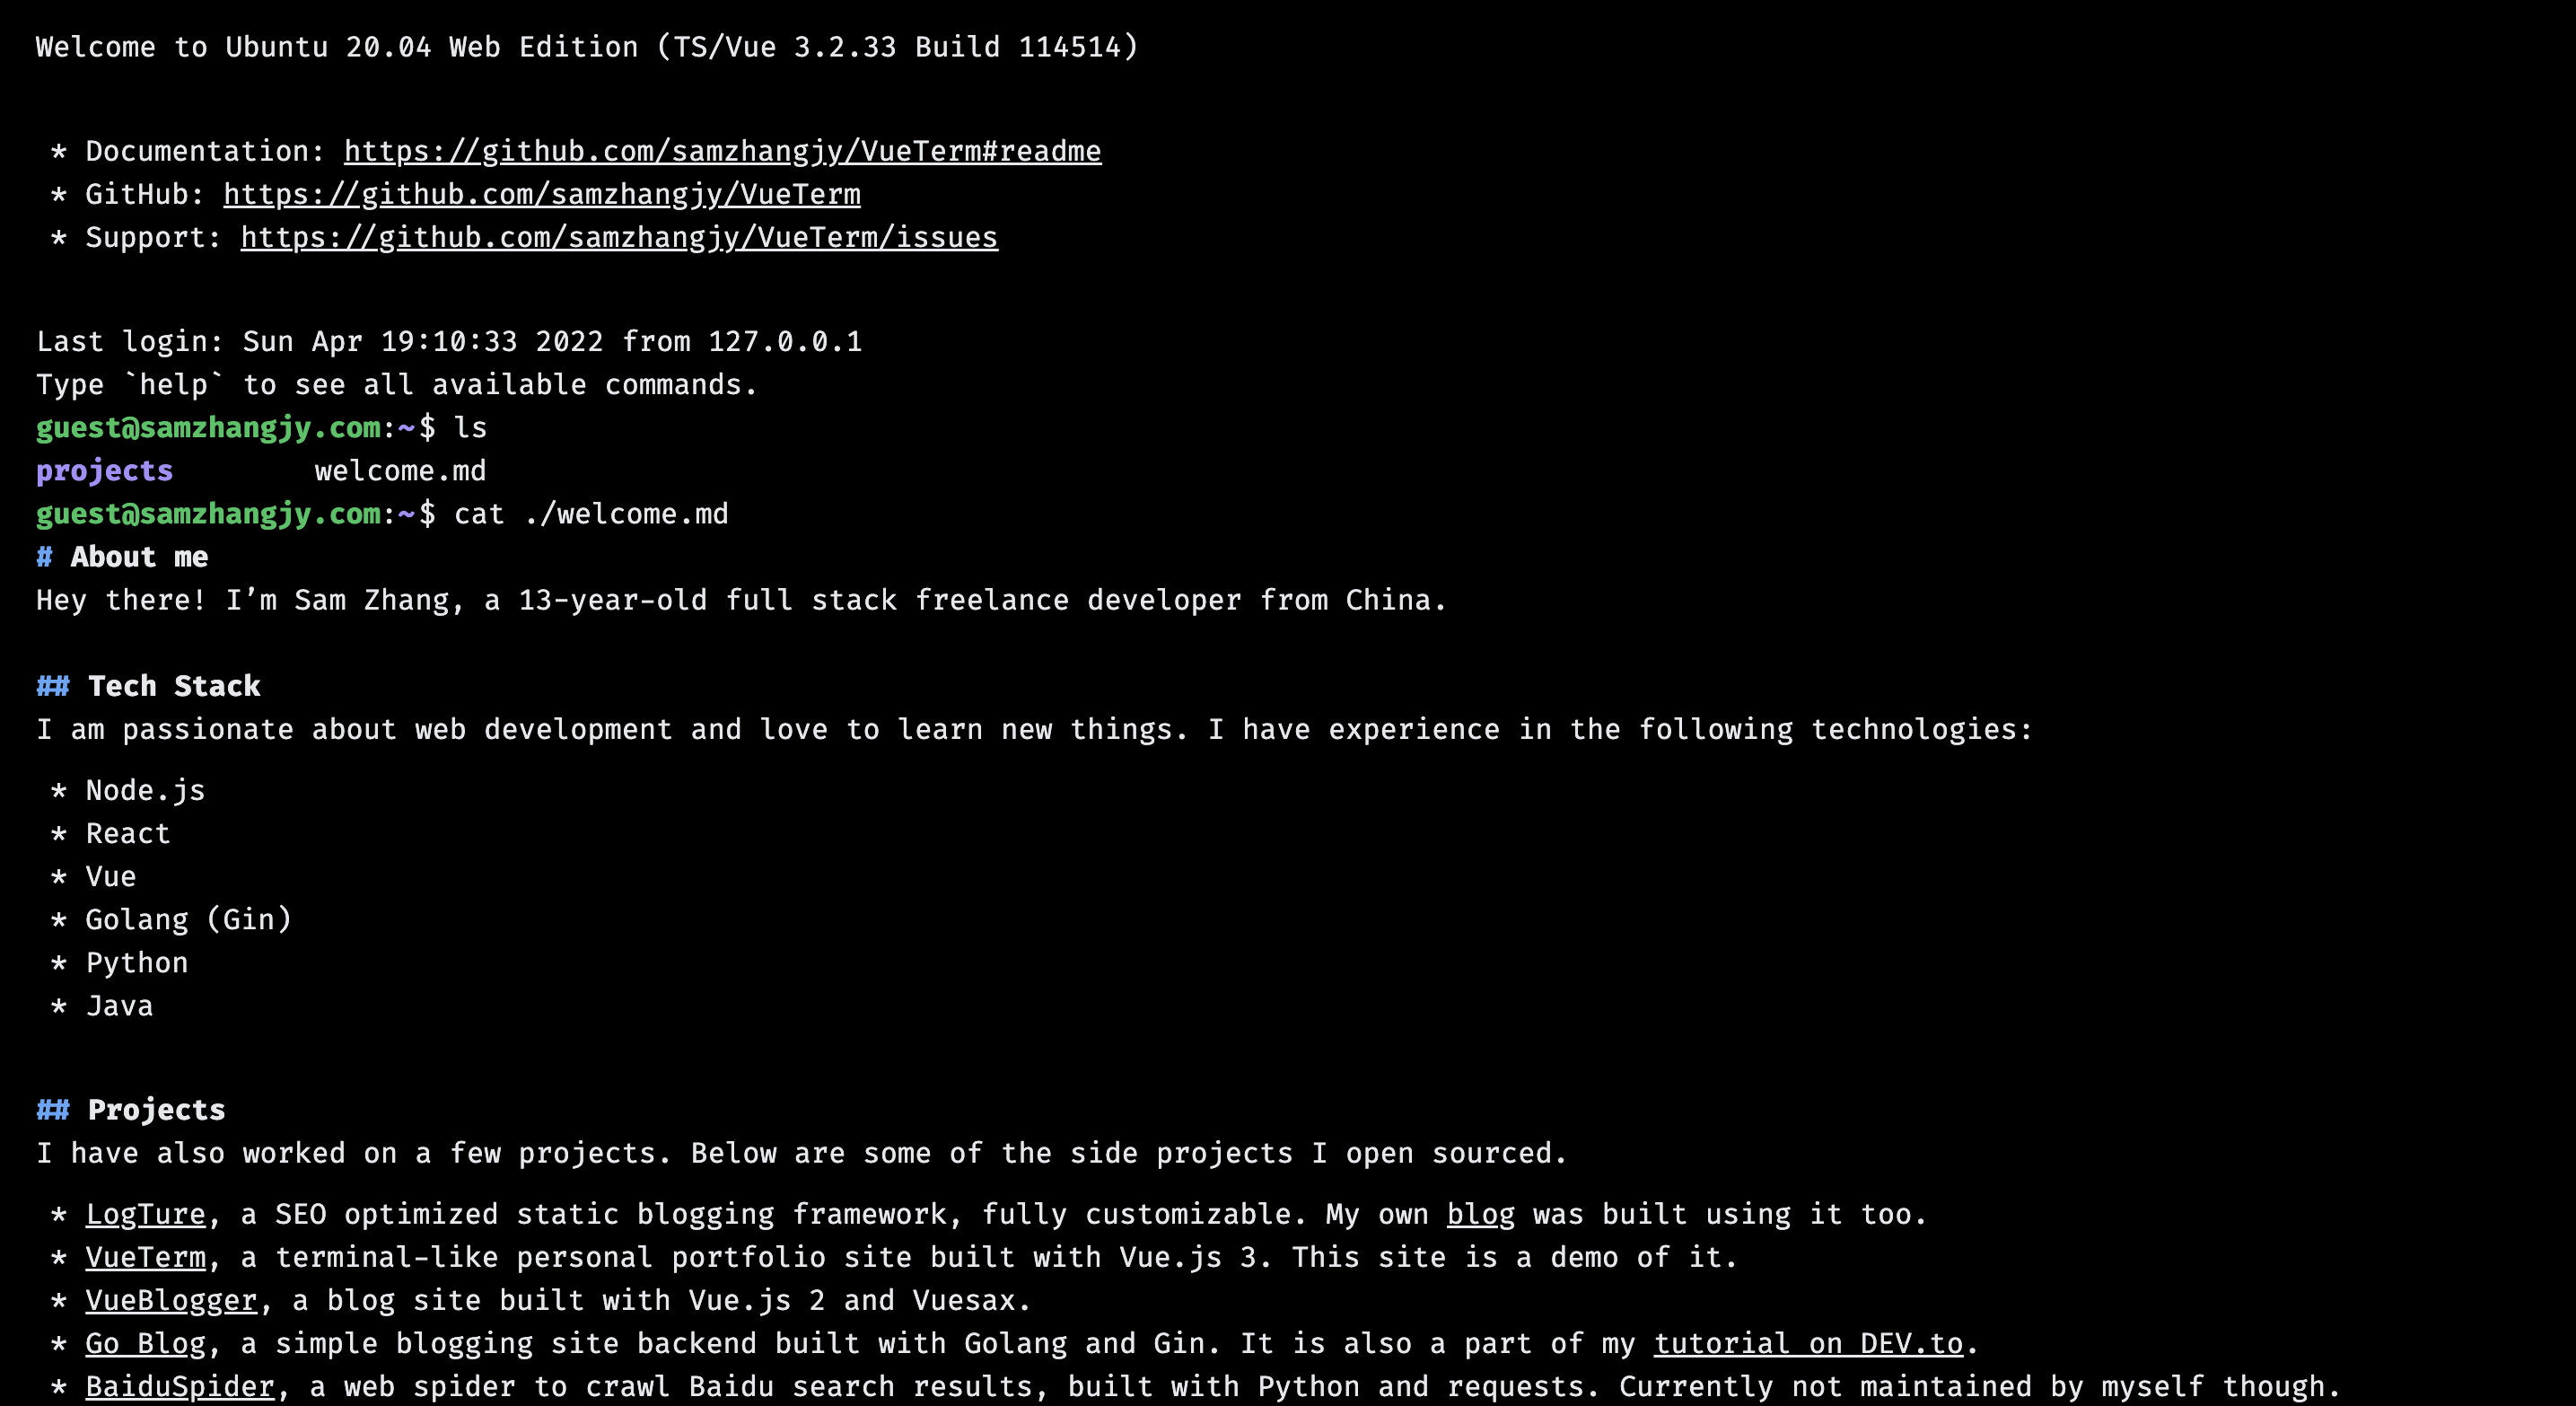 Welcome to Ubuntu 20.04 Web Edition (TS/Vue 3.2.33 Build 114514)
* Documentation: https://github.com/samzhangjy/VueTerm#readme
* GitHub: https://github.com/samzhangjy/VueTerm
* Support: https://github.com/samzhangjy/VueTerm/issues
Last login: Sun Apr 19:10:33 2022 from 127.0.0.1
Type `help` to see all available commands.
guest@samzhangjy.com:~$ ls
projects welcome.md
guest@samzhangjy.com:~$ cat ./welcome.md
# About me
Hey there! I’m Sam Zhang, a 13-year-old full stack freelance developer from China.
## Tech Stack
I am passionate about web development and love to learn new things. I have experience in the following technologies:
* Node.js
* React
* Vue
* Golang (Gin)
* Python
* Java
## Projects
I have also worked on a few projects. Below are some of the side projects I open sourced.
* LogTure, a SEO optimized static blogging framework, fully customizable. My own blog was built using it too.
* VueTerm, a terminal-like personal portfolio site built with Vue.js 3. This site is a demo of it.
* VueBlogger, a blog site built with Vue.js 2 and Vuesax.
* Go Blog, a simple blogging site backend built with Golang and Gin. It is also a part of my tutorial on DEV.to.
* BaiduSpider, a web spider to crawl Baidu search results, built with Python and requests. Currently not maintained by myself though.